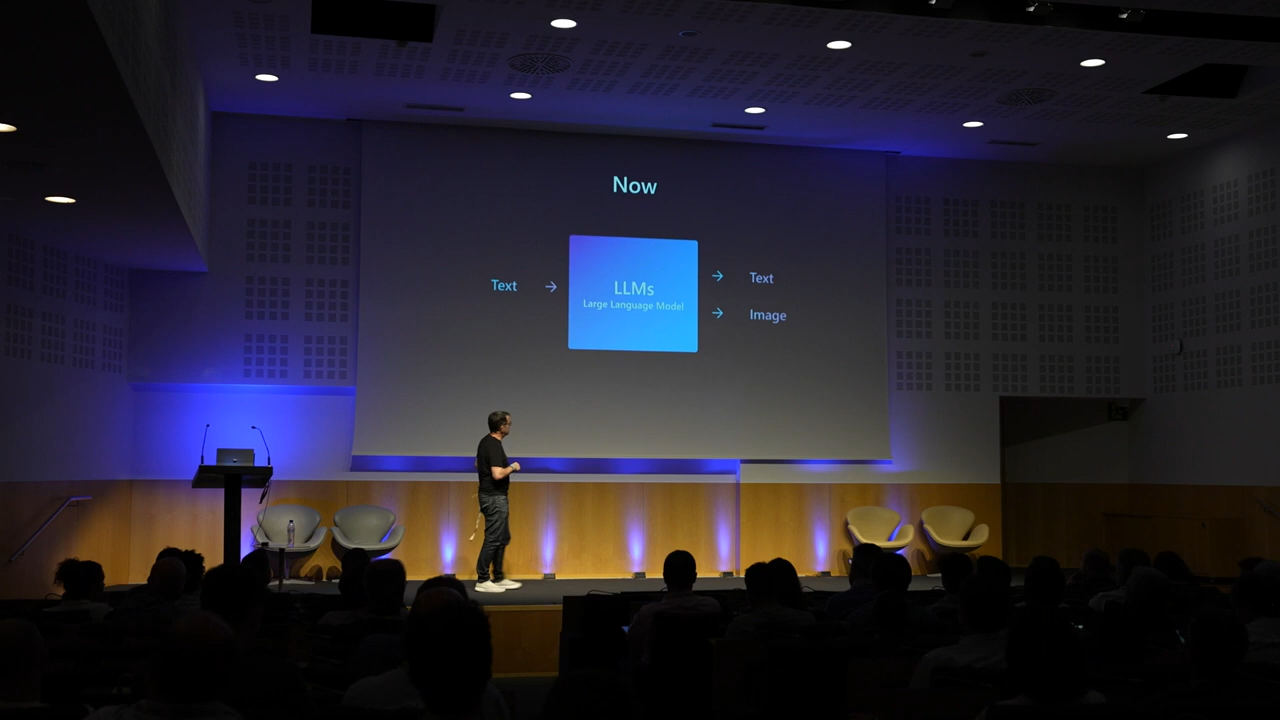 Now
Text → 
LLMs
Large Language Model
→ Text
→ Image